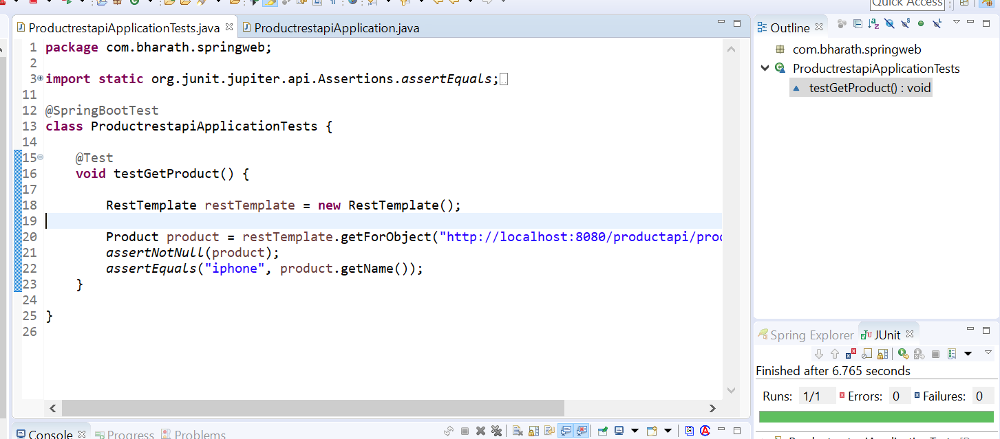 Quick Access
ProductrestapiApplicationTests.java
ProductrestapiApplication.java
1 package com.bharath.springweb;
2
3 import static org.junit.jupiter.api.Assertions.assertEquals;
11
12 @SpringBootTest
13 class ProductrestapiApplicationTests {
14
15 @Test
16 void testGetProduct() {
17
18 RestTemplate restTemplate = new RestTemplate();
19
20 Product product = restTemplate.getForObject("http://localhost:8080/productapi/pro
21 assertNotNull(product);
22 assertEquals("iphone", product.getName());
23 }
24
25 }
26
Outline
com.bharath.springweb
ProductrestapiApplicationTests
testGetProduct() : void
Spring Explorer
JUnit
Finished after 6.765 seconds
Runs: 1/1 Errors: 0 Failures: 0
Console
Progress
Problems